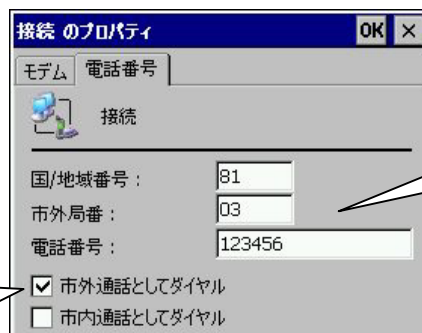 接続 のプロパティ OK ×
モデム 電話番号
接続
国/地域番号： 81
市外局番： 03
電話番号： 123456
市外通話としてダイヤル
市内通話としてダイヤル